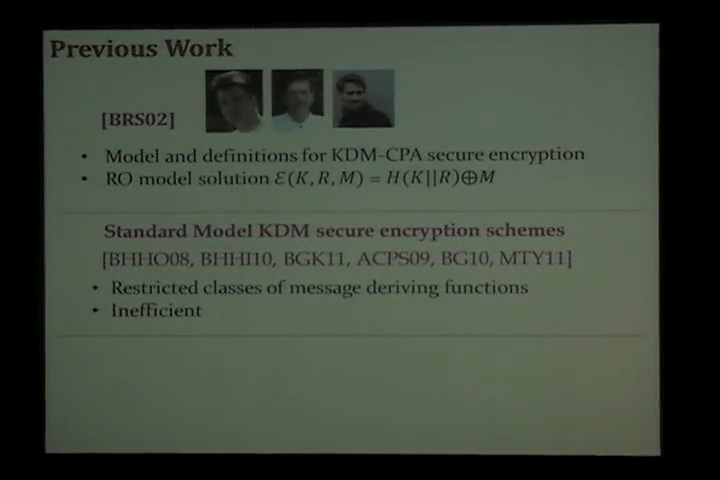 Previous Work
[BRS02]
• Model and definitions for KDM-CPA secure encryption
• RO model solution ℰ(K, R, M) = H(K||R)⊕M
Standard Model KDM secure encryption schemes
[BHHO08, BHHI10, BGK11, ACPS09, BG10, MTY11]
• Restricted classes of message deriving functions
• Inefficient